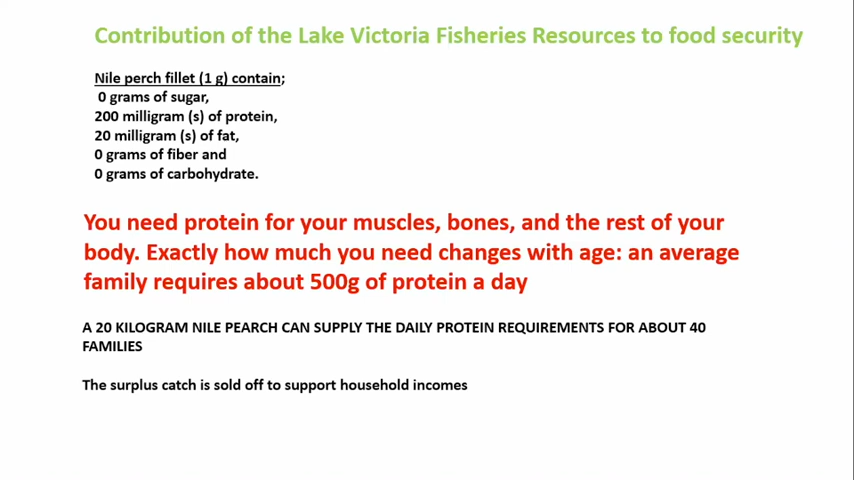 Contribution of the Lake Victoria Fisheries Resources to food security
Nile perch fillet (1 g) contain;
0 grams of sugar,
200 milligram (s) of protein,
20 milligram (s) of fat,
0 grams of fiber and
0 grams of carbohydrate.
You need protein for your muscles, bones, and the rest of your
body. Exactly how much you need changes with age: an average
family requires about 500g of protein a day
A 20 KILOGRAM NILE PEARCH CAN SUPPLY THE DAILY PROTEIN REQUIREMENTS FOR ABOUT 40
FAMILIES
The surplus catch is sold off to support household incomes